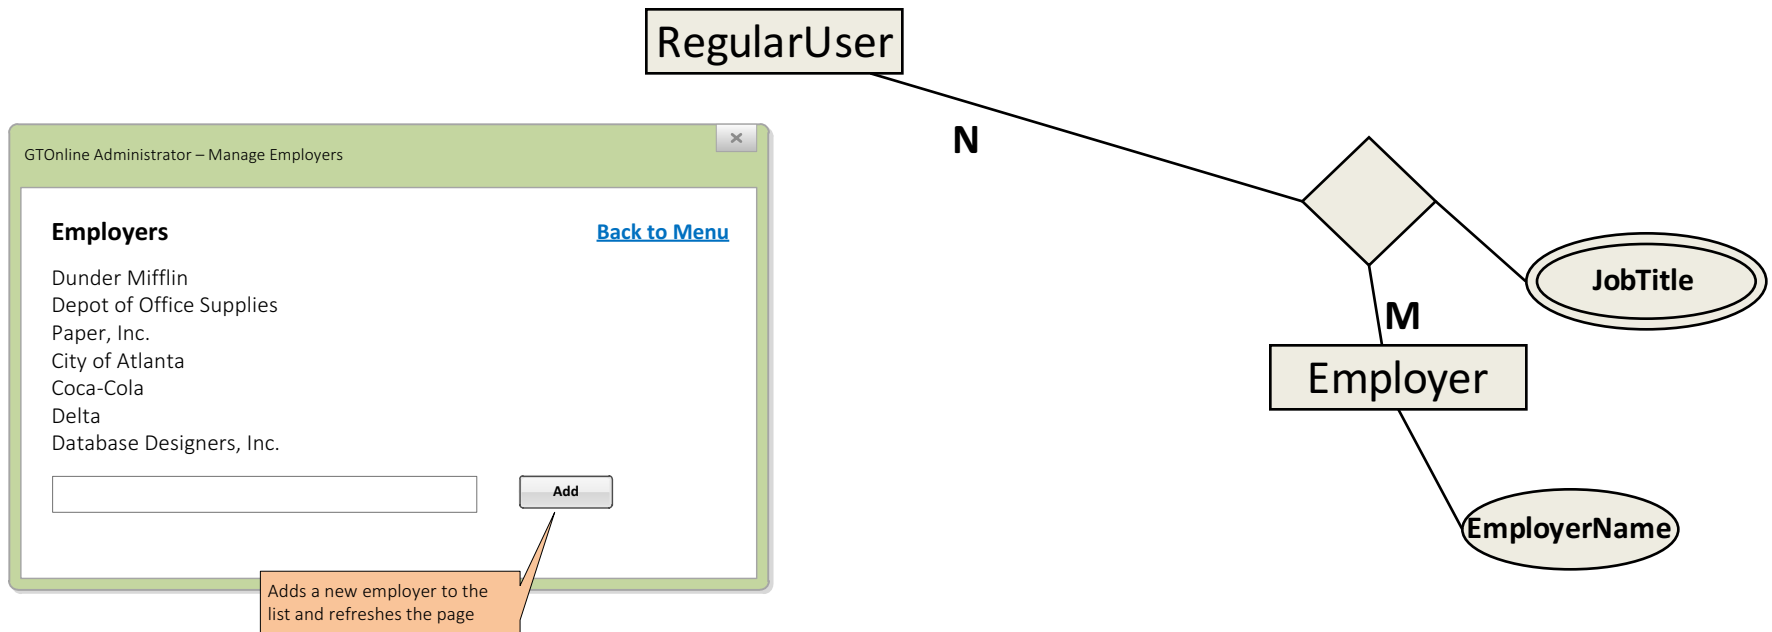 RegularUser
N
GTOnline Administrator – Manage Employers
Employers
Back to Menu
Dunder Mifflin
Depot of Office Supplies
Paper, Inc.
City of Atlanta
Coca-Cola
Delta
Database Designers, Inc.
Add
Adds a new employer to the
list and refreshes the page
JobTitle
M
Employer
EmployerName